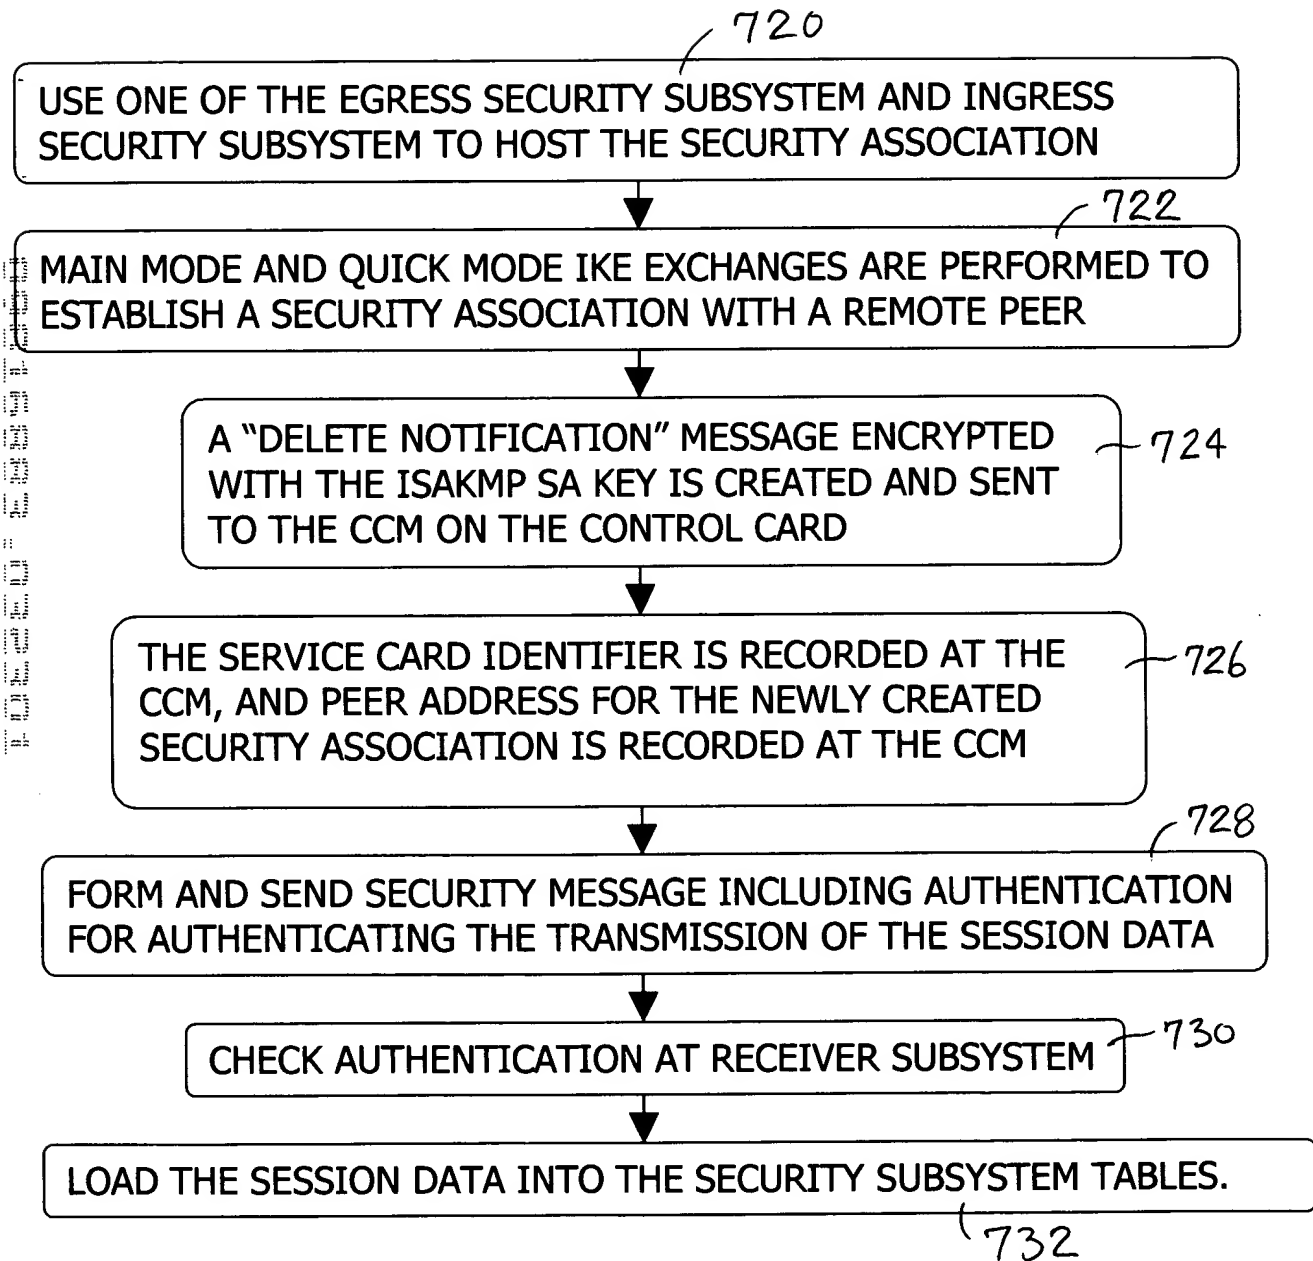 720
USE ONE OF THE EGRESS SECURITY SUBSYSTEM AND INGRESS
SECURITY SUBSYSTEM TO HOST THE SECURITY ASSOCIATION
722
MAIN MODE AND QUICK MODE IKE EXCHANGES ARE PERFORMED TO
ESTABLISH A SECURITY ASSOCIATION WITH A REMOTE PEER
A “DELETE NOTIFICATION” MESSAGE ENCRYPTED
WITH THE ISAKMP SA KEY IS CREATED AND SENT
TO THE CCM ON THE CONTROL CARD
724
THE SERVICE CARD IDENTIFIER IS RECORDED AT THE
CCM, AND PEER ADDRESS FOR THE NEWLY CREATED
SECURITY ASSOCIATION IS RECORDED AT THE CCM
726
728
FORM AND SEND SECURITY MESSAGE INCLUDING AUTHENTICATION
FOR AUTHENTICATING THE TRANSMISSION OF THE SESSION DATA
CHECK AUTHENTICATION AT RECEIVER SUBSYSTEM
730
LOAD THE SESSION DATA INTO THE SECURITY SUBSYSTEM TABLES.
732